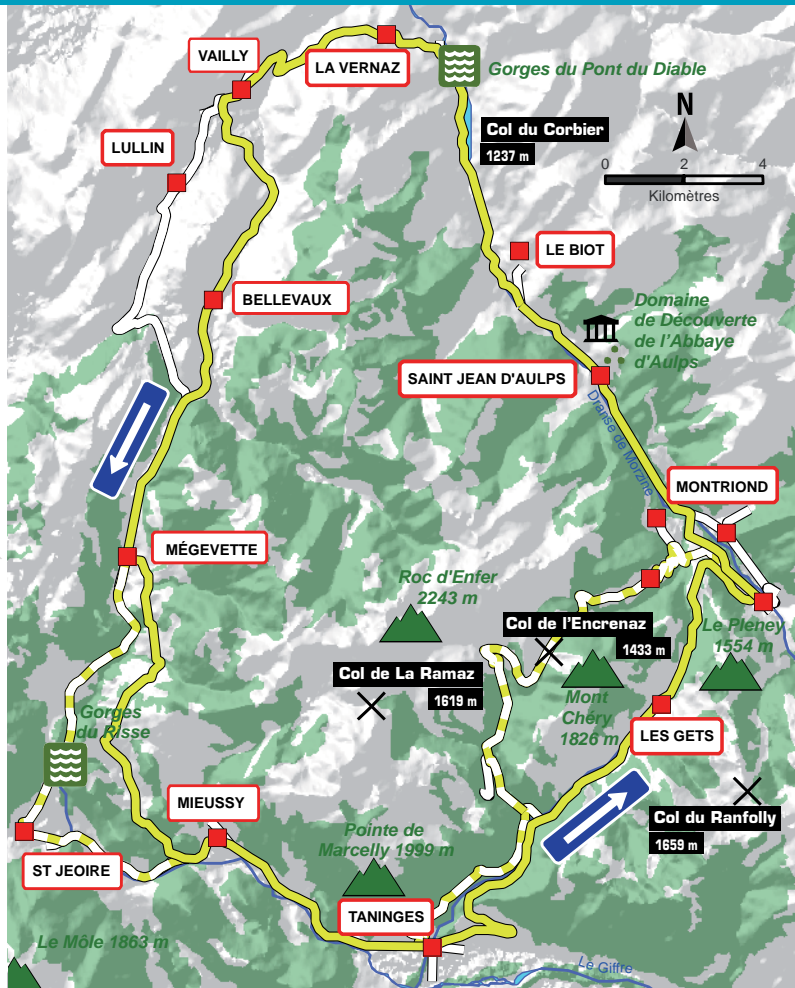 VAILLY
LA VERNAZ
Gorges du Pont du Diable
N
Col du Corbier
1237 m
0 2 4
Kilomètres
LULLIN
LE BIOT
BELLEVAUX
Domaine
de Découverte
de l'Abbaye
d'Aulps
SAINT JEAN D'AULPS
Dranse de Morzine
MONTRIOND
MÉGEVETTE
Roc d'Enfer
2243 m
Col de l'Encrenaz
1433 m
Le Pleney
1554 m
Col de La Ramaz
1619 m
Mont
Chéry
1826 m
Gorges
du Risse
LES GETS
MIEUSSY
Col du Ranfolly
1659 m
Pointe de
Marcelly 1999 m
ST JEOIRE
TANINGES
Le Môle 1863 m
Le Giffre